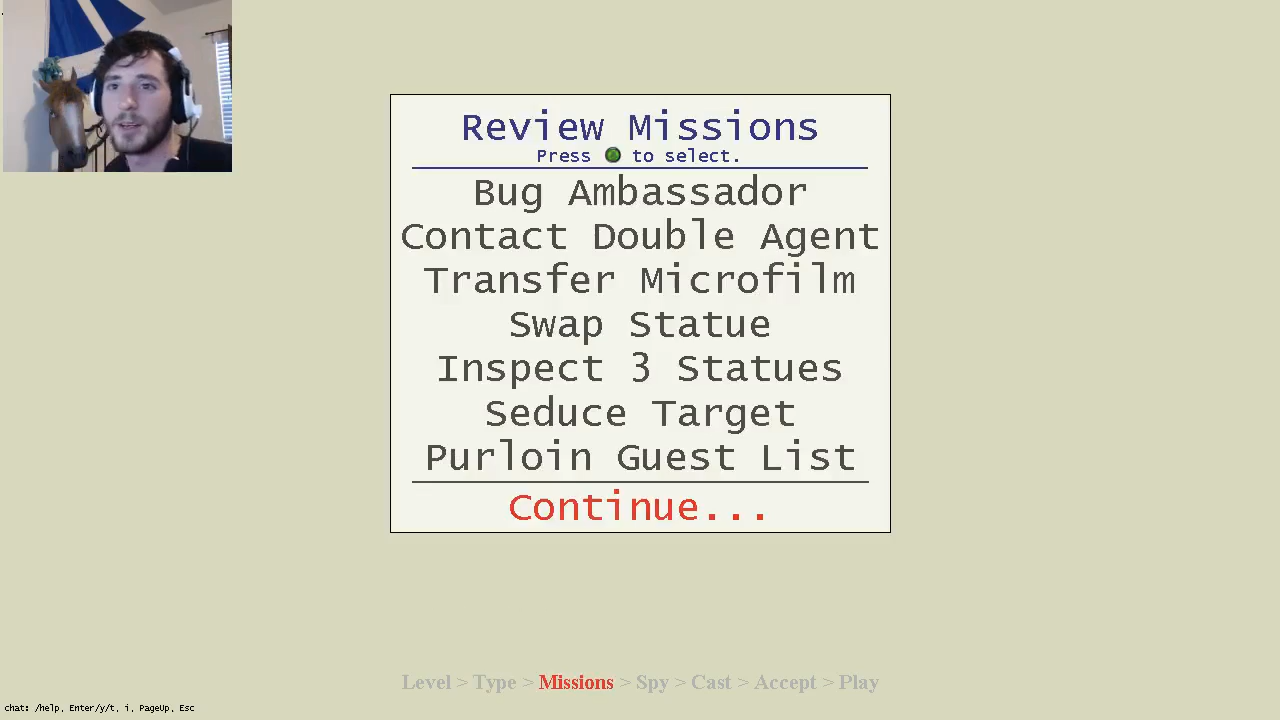 Review Missions
Press to select.
Bug Ambassador
Contact Double Agent
Transfer Microfilm
Swap Statue
Inspect 3 Statues
Seduce Target
Purloin Guest List
Continue...
Level > Type > Missions > Spy > Cast > Accept > Play
chat: /help, Enter/y/t, i, PageUp, Esc